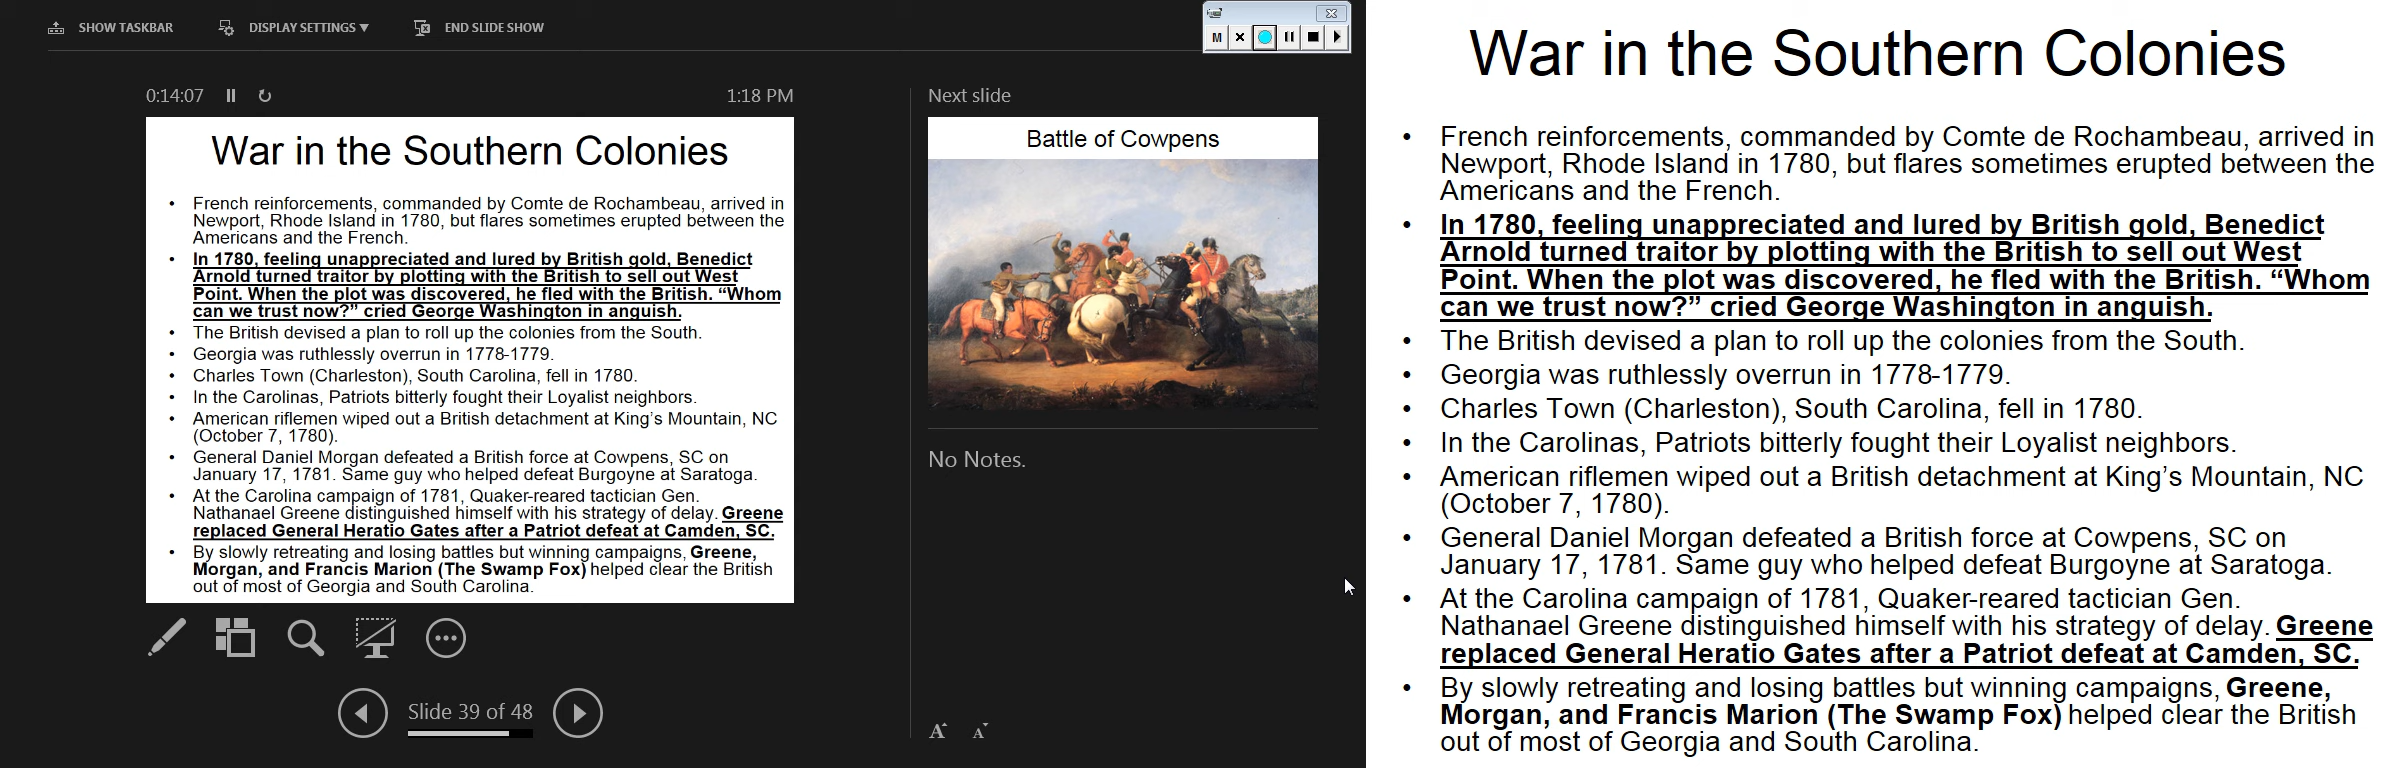 SHOW TASKBAR
DISPLAY SETTINGS ▼
END SLIDE SHOW
M
0:14:07
1:18 PM
War in the Southern Colonies
• French reinforcements, commanded by Comte de Rochambeau, arrived in
Newport, Rhode Island in 1780, but flares sometimes erupted between the
Americans and the French.
• In 1780, feeling unappreciated and lured by British gold, Benedict
Arnold turned traitor by plotting with the British to sell out West
Point. When the plot was discovered, he fled with the British. “Whom
can we trust now?” cried George Washington in anguish.
• The British devised a plan to roll up the colonies from the South.
• Georgia was ruthlessly overrun in 1778-1779.
• Charles Town (Charleston), South Carolina, fell in 1780.
• In the Carolinas, Patriots bitterly fought their Loyalist neighbors.
• American riflemen wiped out a British detachment at King’s Mountain, NC
(October 7, 1780).
• General Daniel Morgan defeated a British force at Cowpens, SC on
January 17, 1781. Same guy who helped defeat Burgoyne at Saratoga.
• At the Carolina campaign of 1781, Quaker-reared tactician Gen.
Nathanael Greene distinguished himself with his strategy of delay. Greene
replaced General Heratio Gates after a Patriot defeat at Camden, SC.
• By slowly retreating and losing battles but winning campaigns, Greene,
Morgan, and Francis Marion (The Swamp Fox) helped clear the British
out of most of Georgia and South Carolina.
Slide 39 of 48
Next slide
Battle of Cowpens
No Notes.
A A
War in the Southern Colonies
• French reinforcements, commanded by Comte de Rochambeau, arrived in
Newport, Rhode Island in 1780, but flares sometimes erupted between the
Americans and the French.
• In 1780, feeling unappreciated and lured by British gold, Benedict
Arnold turned traitor by plotting with the British to sell out West
Point. When the plot was discovered, he fled with the British. “Whom
can we trust now?” cried George Washington in anguish.
• The British devised a plan to roll up the colonies from the South.
• Georgia was ruthlessly overrun in 1778-1779.
• Charles Town (Charleston), South Carolina, fell in 1780.
• In the Carolinas, Patriots bitterly fought their Loyalist neighbors.
• American riflemen wiped out a British detachment at King’s Mountain, NC
(October 7, 1780).
• General Daniel Morgan defeated a British force at Cowpens, SC on
January 17, 1781. Same guy who helped defeat Burgoyne at Saratoga.
• At the Carolina campaign of 1781, Quaker-reared tactician Gen.
Nathanael Greene distinguished himself with his strategy of delay. Greene
replaced General Heratio Gates after a Patriot defeat at Camden, SC.
• By slowly retreating and losing battles but winning campaigns, Greene,
Morgan, and Francis Marion (The Swamp Fox) helped clear the British
out of most of Georgia and South Carolina.